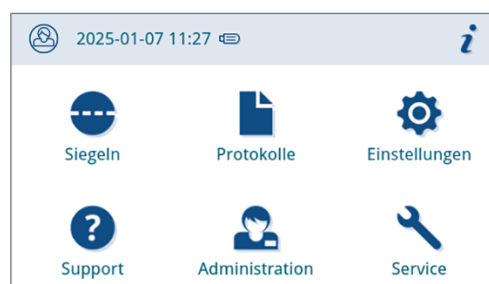 2025-01-07 11:27
Siegeln Protokolle Einstellungen
Support Administration Service